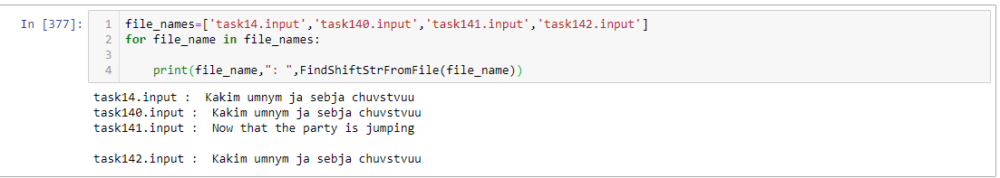 In [377]:
1 file_names=['task14.input','task140.input','task141.input','task142.input']
2 for file_name in file_names:
3
4     print(file_name,": ",FindShiftStrFromFile(file_name))
task14.input :  Kakim umnym ja sebja chuvstvuu
task140.input :  Kakim umnym ja sebja chuvstvuu
task141.input :  Now that the party is jumping
task142.input :  Kakim umnym ja sebja chuvstvuu